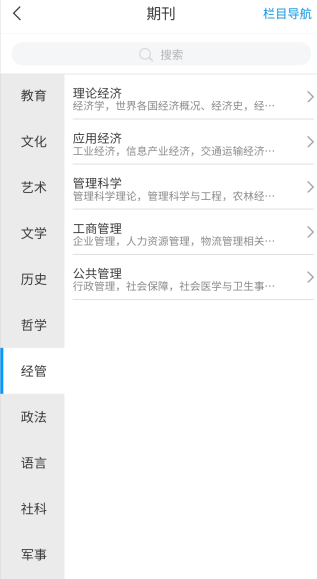 期刊
栏目导航
搜索
教育
文化
艺术
文学
历史
哲学
经管
政法
语言
社科
军事
理论经济
经济学，世界各国经济概况、经济史，经…
应用经济
工业经济，信息产业经济，交通运输经济…
管理科学
管理科学理论，管理科学与工程，农林经…
工商管理
企业管理，人力资源管理，物流管理相关…
公共管理
行政管理，社会保障，社会医学与卫生事…